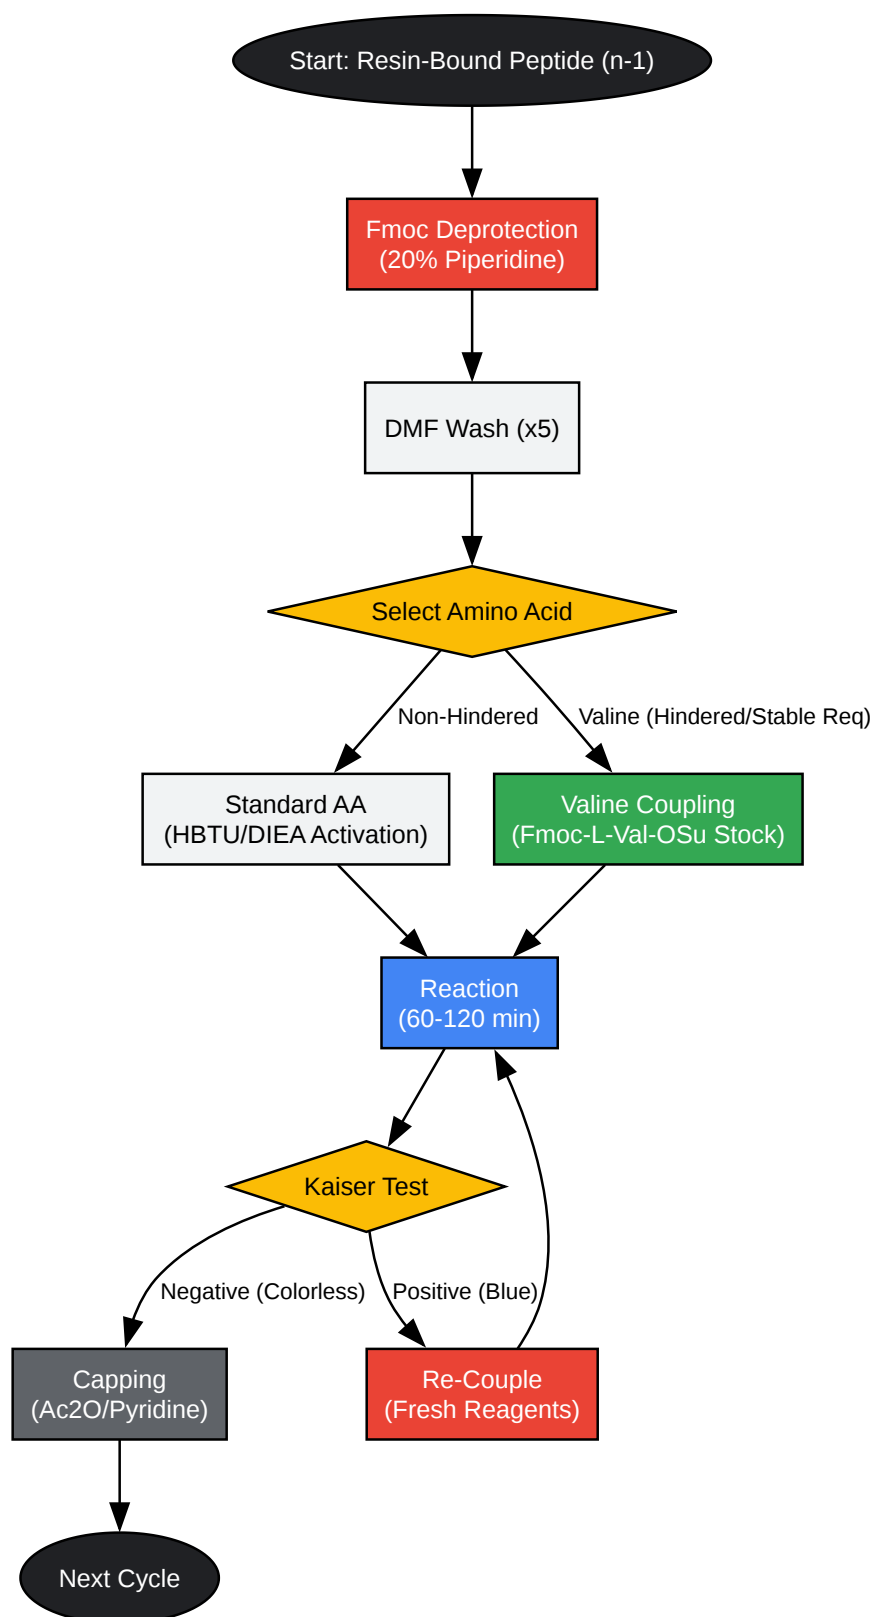 Start: Resin-Bound Peptide (n-1)
Fmoc Deprotection
(20% Piperidine)
DMF Wash (x5)
Select Amino Acid
Non-Hindered
Valine (Hindered/Stable Req)
Standard AA
(HBTU/DIEA Activation)
Valine Coupling
(Fmoc-L-Val-OSu Stock)
Reaction
(60-120 min)
Kaiser Test
Negative (Colorless)
Positive (Blue)
Capping
(Ac2O/Pyridine)
Re-Couple
(Fresh Reagents)
Next Cycle